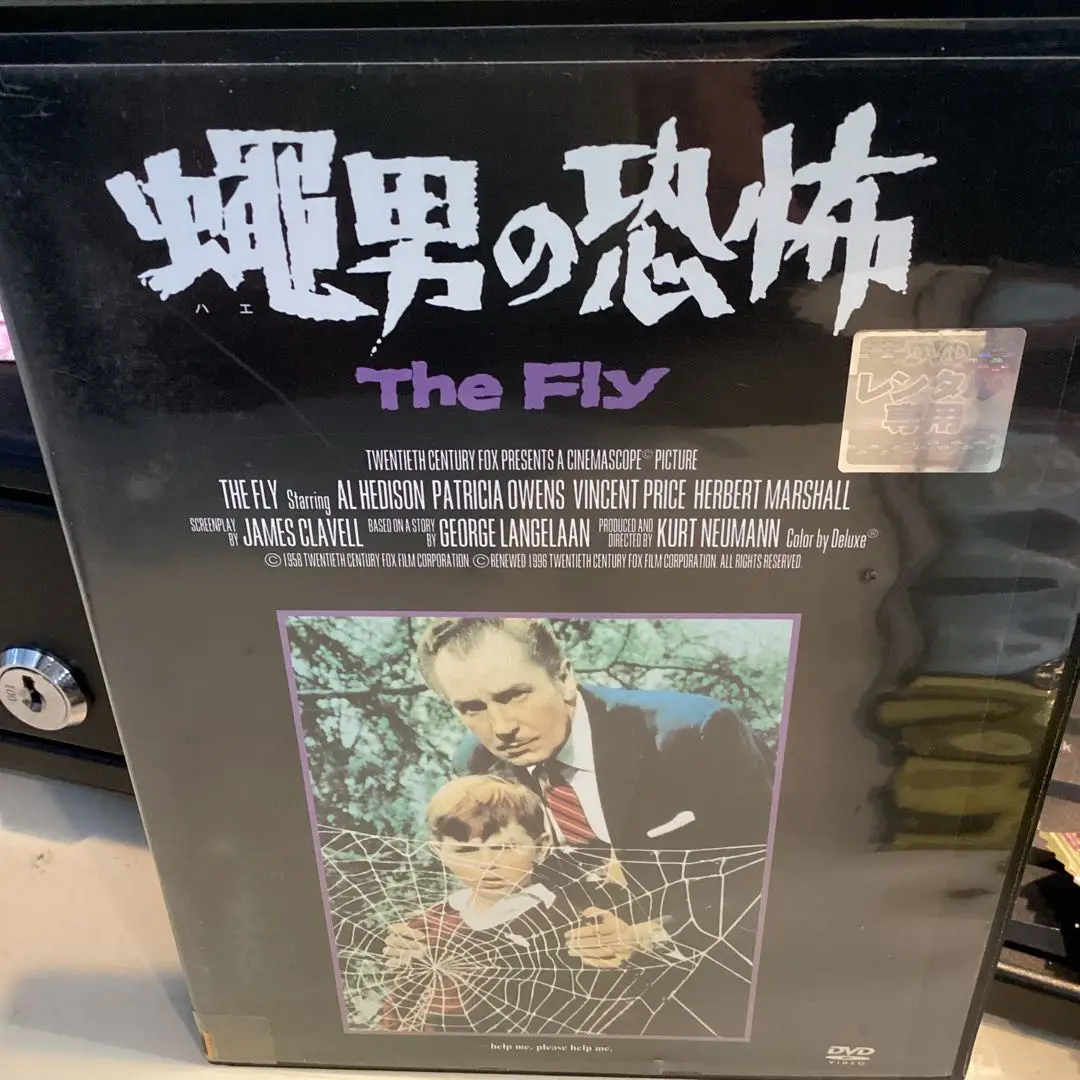 蠅男の恐怖
ハエ
The Fly
レンタル
専用
TWENTIETH CENTURY FOX PRESENTS A CINEMASCOPE© PICTURE
THE FLY Starring AL HEDISON PATRICIA OWENS VINCENT PRICE HERBERT MARSHALL
SCREENPLAY BY JAMES CLAVELL BASED ON A STORY BY GEORGE LANGELAAN PRODUCED AND DIRECTED BY KURT NEUMANN Color by Deluxe®
©1958 TWENTIETH CENTURY FOX FILM CORPORATION. ©RENEWED 1996 TWENTIETH CENTURY FOX FILM CORPORATION. ALL RIGHTS RESERVED.
help me. please help me.
DVD
VIDEO